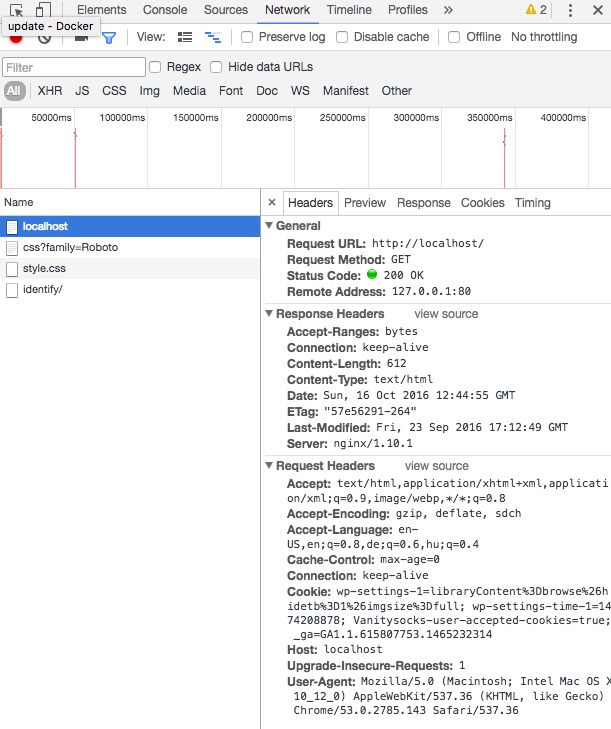 Elements Console Sources Network Timeline Profiles » 2
update - Docker
View: Preserve log Disable cache Offline No throttling
Filter Regex Hide data URLs
All XHR JS CSS Img Media Font Doc WS Manifest Other
50000ms 100000ms 150000ms 200000ms 250000ms 300000ms 350000ms 400000ms
Name
localhost
css?family=Roboto
style.css
identify/
× Headers Preview Response Cookies Timing
General
Request URL: http://localhost/
Request Method: GET
Status Code: 200 OK
Remote Address: 127.0.0.1:80
Response Headers view source
Accept-Ranges: bytes
Connection: keep-alive
Content-Length: 612
Content-Type: text/html
Date: Sun, 16 Oct 2016 12:44:55 GMT
ETag: "57e56291-264"
Last-Modified: Fri, 23 Sep 2016 17:12:49 GMT
Server: nginx/1.10.1
Request Headers view source
Accept: text/html,application/xhtml+xml,applicati
on/xml;q=0.9,image/webp,*/*;q=0.8
Accept-Encoding: gzip, deflate, sdch
Accept-Language: en-
US,en;q=0.8,de;q=0.6,hu;q=0.4
Cache-Control: max-age=0
Connection: keep-alive
Cookie: wp-settings-1=libraryContent%3Dbrowse%26h
idetb%3D1%26imgsize%3Dfull; wp-settings-time-1=14
74208878; Vanitysocks-user-accepted-cookies=true;
_ga=GA1.1.615807753.1465232314
Host: localhost
Upgrade-Insecure-Requests: 1
User-Agent: Mozilla/5.0 (Macintosh; Intel Mac OS X
10_12_0) AppleWebKit/537.36 (KHTML, like Gecko)
Chrome/53.0.2785.143 Safari/537.36